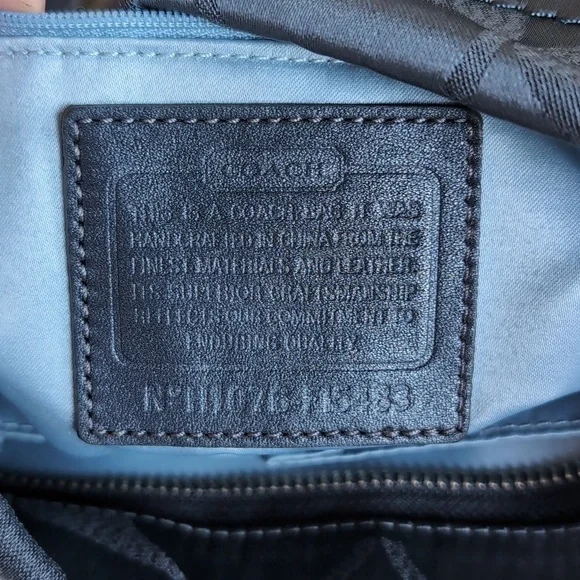 COACH
THIS IS A COACH BAG. IT WAS
HANDCRAFTED IN CHINA FROM THE
FINEST MATERIALS AND LEATHER.
ITS SUPERIOR CRAFTSMANSHIP
REFLECTS OUR COMMITMENT TO
ENDURING QUALITY.